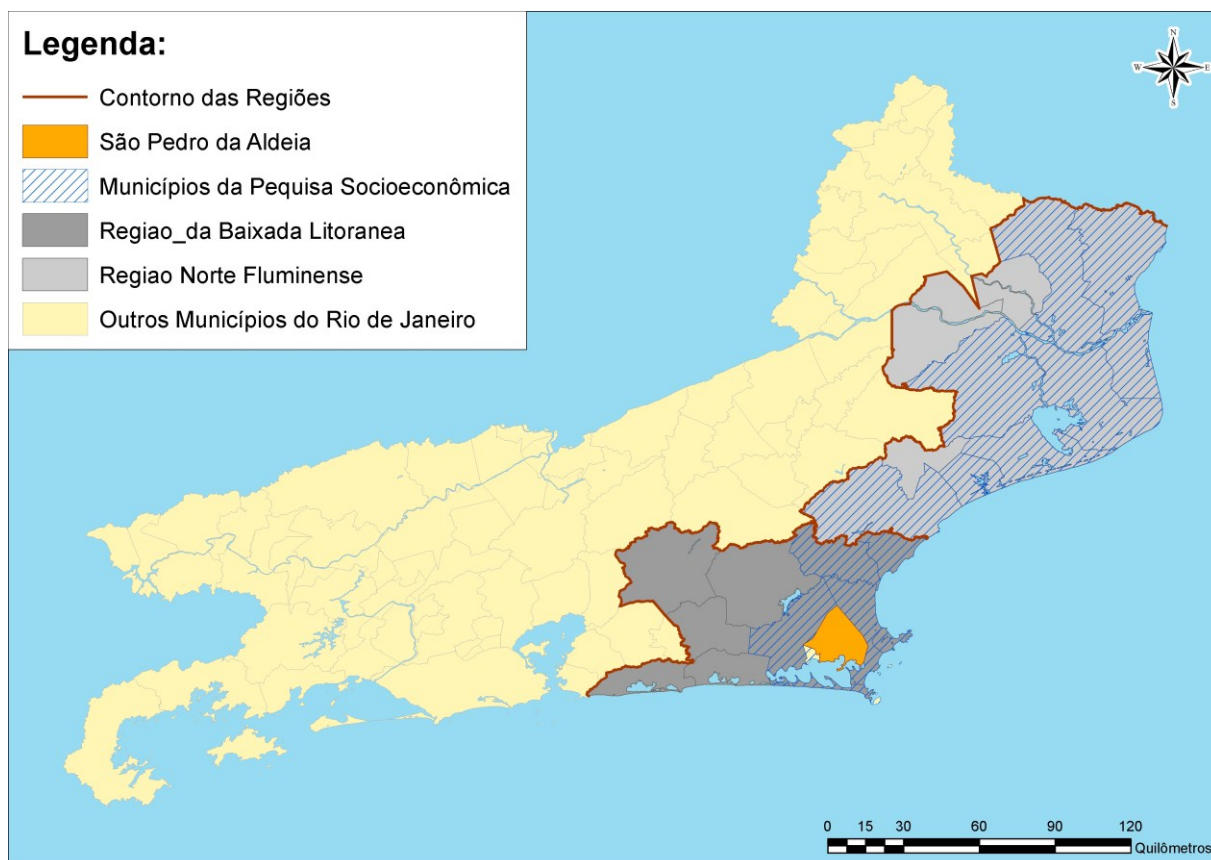 Legenda:
Contorno das Regiões
São Pedro da Aldeia
Municípios da Pequisa Socioeconômica
Regiao_da Baixada Litoranea
Regiao Norte Fluminense
Outros Municípios do Rio de Janeiro
N
W E
S
0 15 30 60 90 120
Quilômetros